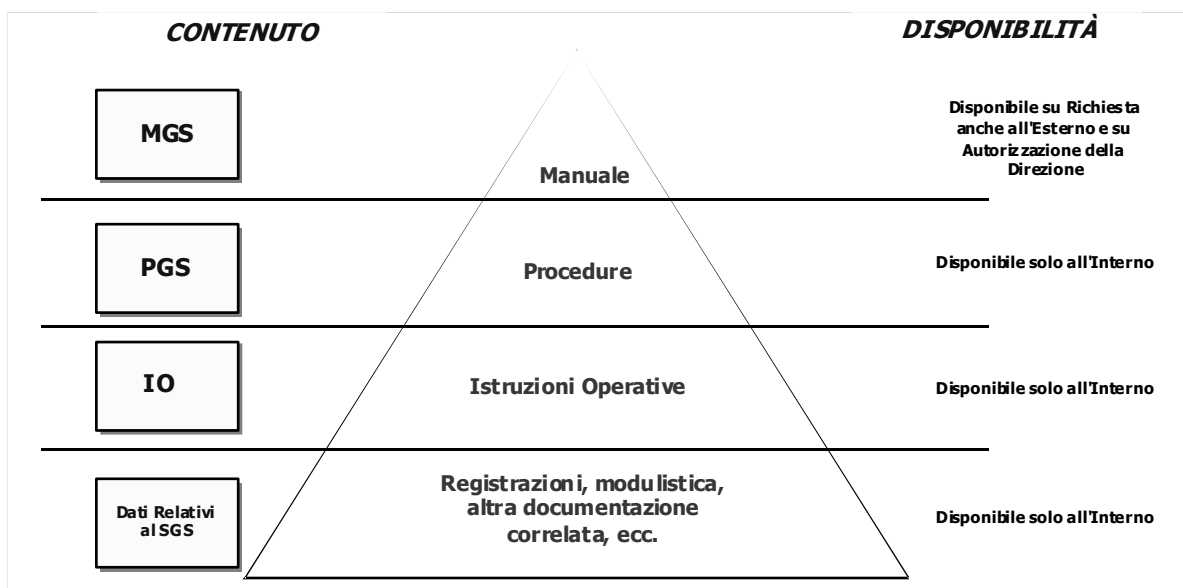 CONTENUTO
DISPONIBILITÀ
MGS
Manuale
Disponibile su Richiesta
anche all'Esterno e su
Autorizzazione della
Direzione
PGS
Procedure
Disponibile solo all'Interno
IO
Istruzioni Operative
Disponibile solo all'Interno
Dati Relativi
al SGS
Registrazioni, modulistica,
altra documentazione
correlata, ecc.
Disponibile solo all'Interno